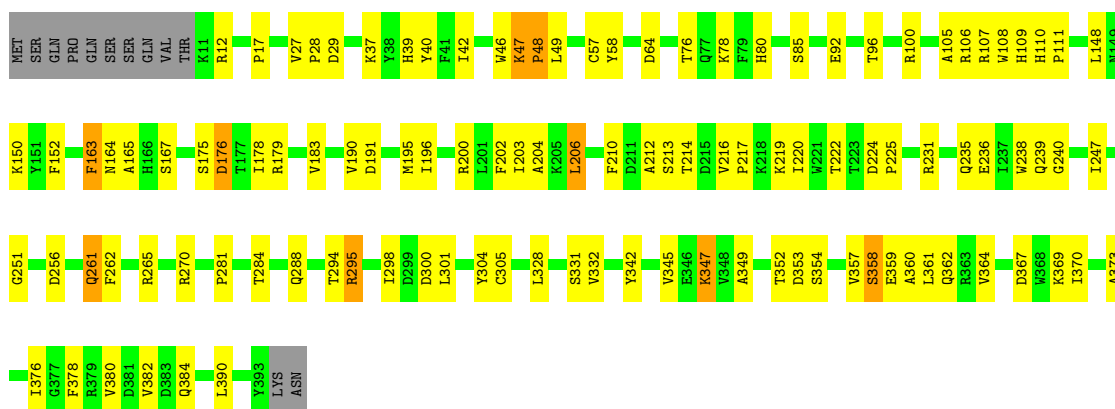 MET SER GLN PRO GLN SER SER GLN VAL THR K11 R12 P17 V27 P28 D29 K37 Y38 H39 Y40 F41 I42 W46 K47 P48 L49 C57 Y58 D64 T76 Q77 K78 F79 H80 S85 E92 T96 R100 A105 R106 R107 W108 H109 H110 P111 L148 N149
K150 Y151 F152 F163 N164 A165 H166 S167 S175 D176 T177 I178 R179 V183 V190 D191 M195 I196 R200 L201 F202 I203 A204 K205 L206 F210 D211 A212 S213 T214 D215 V216 P217 K218 K219 I220 W221 T222 T223 D224 P225 R231 Q235 E236 I237 W238 Q239 G240 I247
G251 D256 Q261 F262 R265 R270 P281 T284 Q288 T294 R295 I298 D299 D300 L301 Y304 C305 L328 S331 V332 Y342 V345 E346 K347 V348 A349 T352 D353 S354 V357 S358 E359 A360 L361 Q362 R363 V364 D367 W368 K369 I370 A373
I376 G377 F378 R379 V380 D381 V382 D383 Q384 L390 Y393 LYS ASN